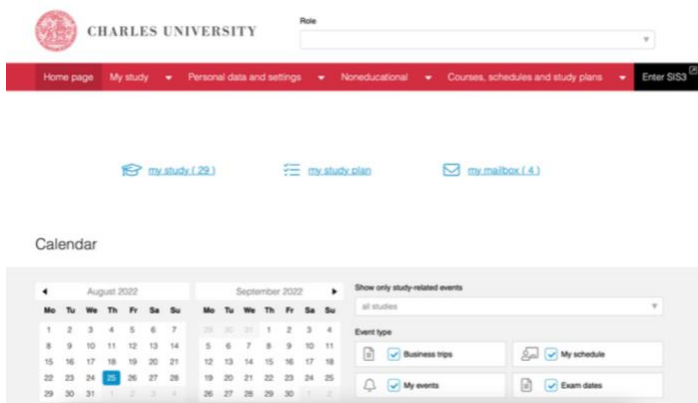 CHARLES UNIVERSITY
Role
Home page My study Personal data and settings Noneducational Courses, schedules and study plans Enter SIS3
my study ( 29 ) my study plan my mailbox ( 4 )
Calendar
August 2022 September 2022
Mo Tu We Th Fr Sa Su Mo Tu We Th Fr Sa Su
1 2 3 4 5 6 7 29 30 31 1 2 3 4
8 9 10 11 12 13 14 5 6 7 8 9 10 11
15 16 17 18 19 20 21 12 13 14 15 16 17 18
22 23 24 25 26 27 28 19 20 21 22 23 24 25
29 30 31 1 2 3 4 26 27 28 29 30 1 2
Show only study-related events
all studies
Event type
Business trips My schedule
My events Exam dates